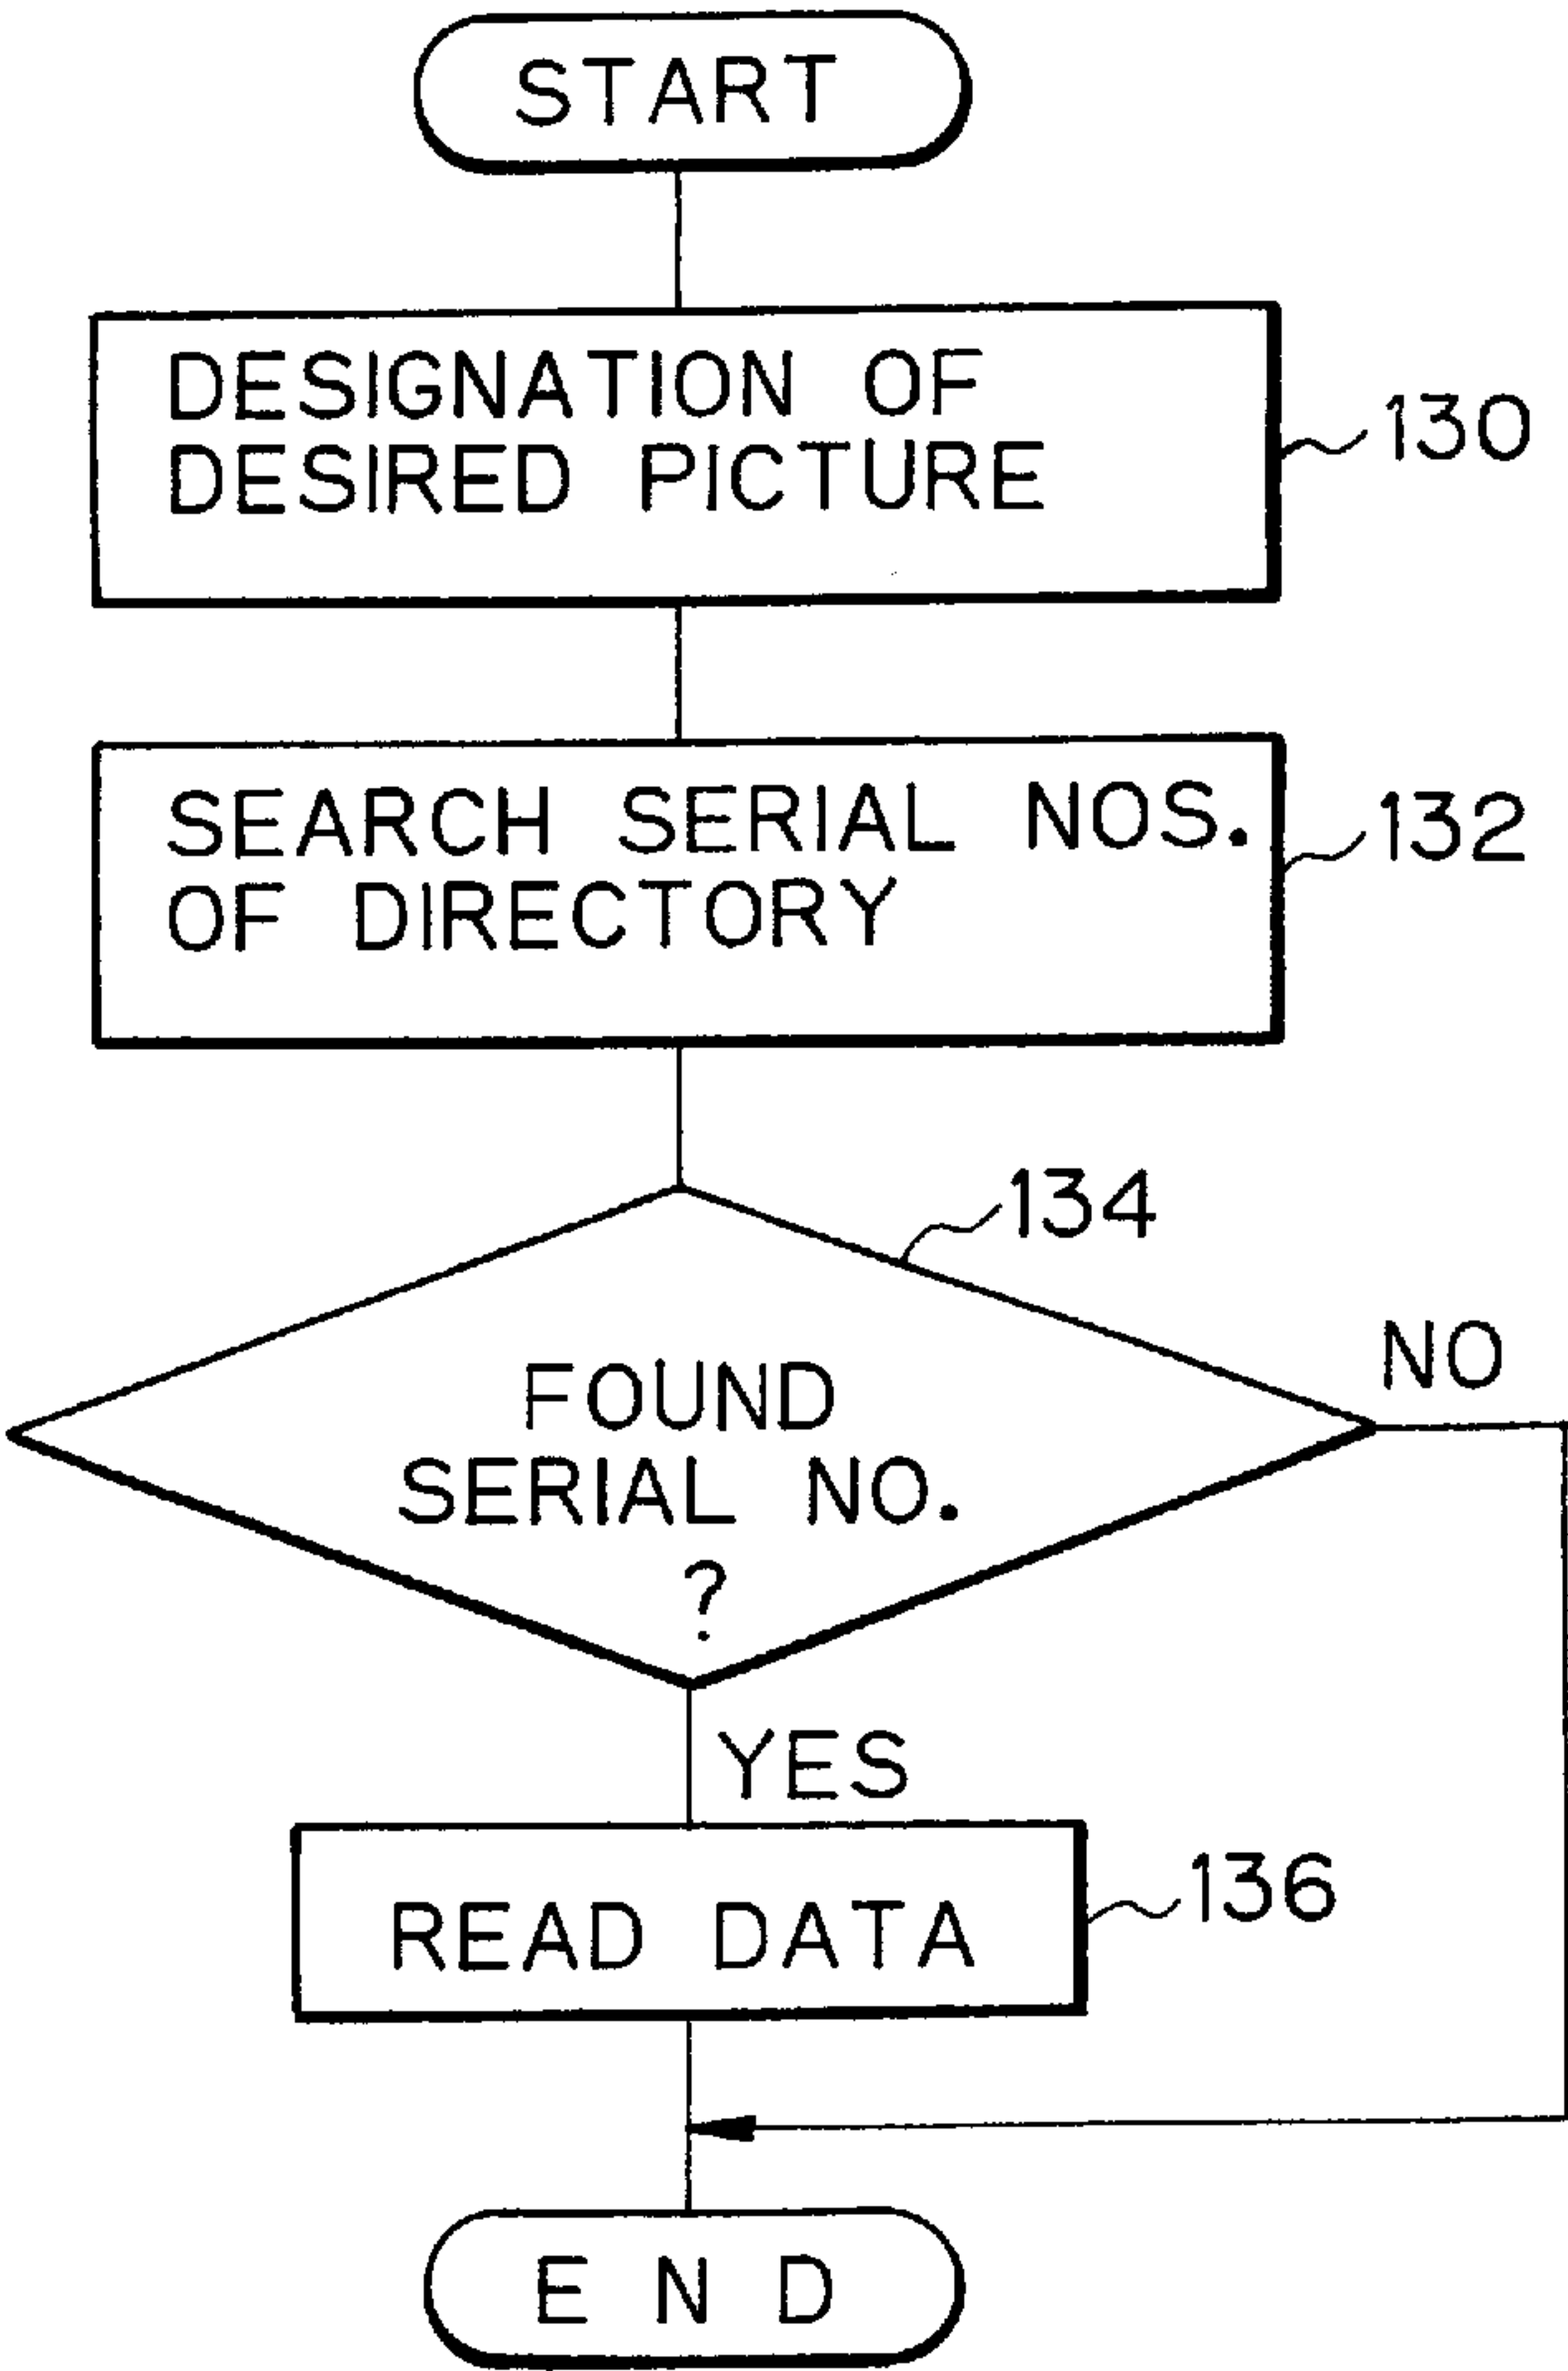 START
DESIGNATION OF
DESIRED PICTURE
130
SEARCH SERIAL NOS.
OF DIRECTORY
132
134
FOUND
SERIAL NO.
?
NO
YES
READ DATA
136
END